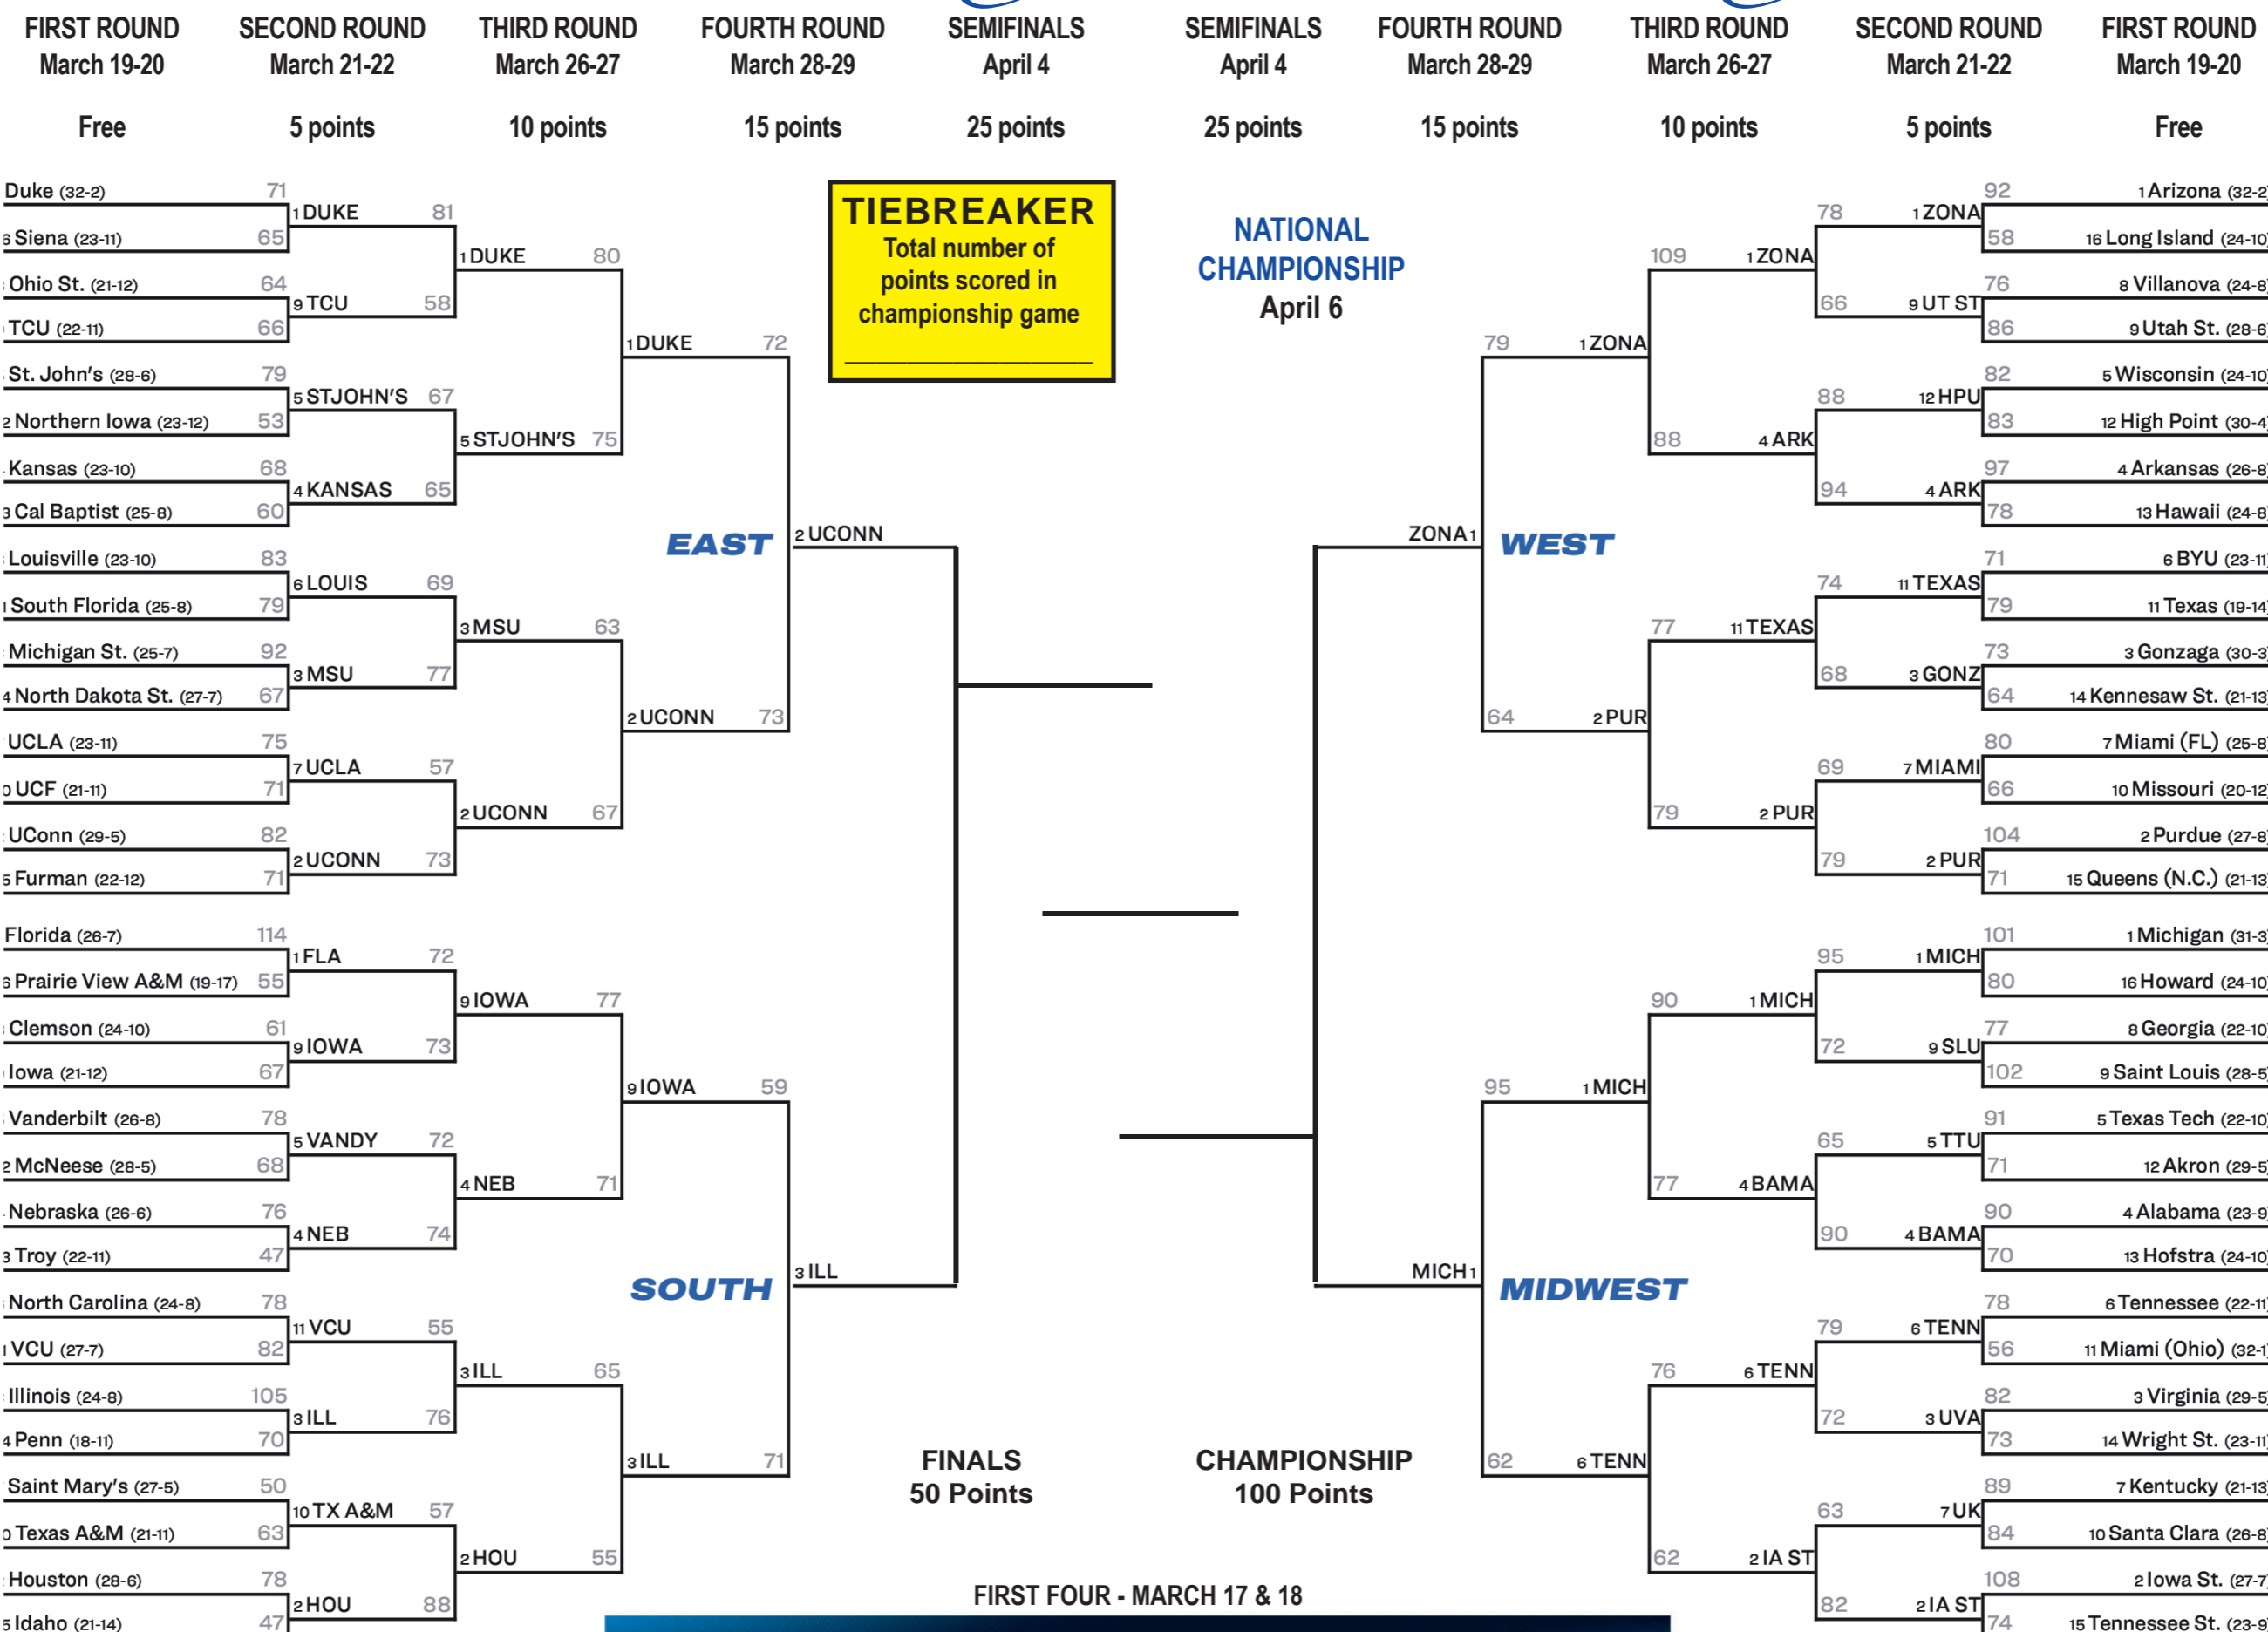 FIRST ROUND SECOND ROUND THIRD ROUND FOURTH ROUND SEMIFINALS SEMIFINALS FOURTH ROUND THIRD ROUND SECOND ROUND FIRST ROUND
March 19-20 March 21-22 March 26-27 March 28-29 April 4 April 4 March 28-29 March 26-27 March 21-22 March 19-20
Free 5 points 10 points 15 points 25 points 25 points 15 points 10 points 5 points Free
Duke (32-2) 71
6 Siena (23-11) 65
Ohio St. (21-12) 64
TCU (22-11) 66
St. John's (28-6) 79
2 Northern Iowa (23-12) 53
Kansas (23-10) 68
3 Cal Baptist (25-8) 60
Louisville (23-10) 83
South Florida (25-8) 79
Michigan St. (25-7) 92
4 North Dakota St. (27-7) 67
UCLA (23-11) 75
0 UCF (21-11) 71
UConn (29-5) 82
5 Furman (22-12) 71
1 DUKE 81
9 TCU 58
5 STJOHN'S 67
4 KANSAS 65
6 LOUIS 69
3 MSU 77
7 UCLA 57
2 UCONN 73
1 DUKE 80
5 STJOHN'S 75
3 MSU 63
2 UCONN 67
1 DUKE 72
2 UCONN 73
EAST
2 UCONN
Florida (26-7) 114
6 Prairie View A&M (19-17) 55
Clemson (24-10) 61
Iowa (21-12) 67
Vanderbilt (26-8) 78
2 McNeese (28-5) 68
Nebraska (26-6) 76
3 Troy (22-11) 47
North Carolina (24-8) 78
1 VCU (27-7) 82
Illinois (24-8) 105
4 Penn (18-11) 70
Saint Mary's (27-5) 50
0 Texas A&M (21-11) 63
Houston (28-6) 78
5 Idaho (21-14) 47
1 FLA 72
9 IOWA 73
5 VANDY 72
4 NEB 74
11 VCU 55
3 ILL 76
10 TX A&M 57
2 HOU 88
9 IOWA 77
4 NEB 71
3 ILL 65
2 HOU 55
9 IOWA 59
3 ILL 71
SOUTH
3 ILL
TIEBREAKER
Total number of
points scored in
championship game
NATIONAL
CHAMPIONSHIP
April 6
FINALS
50 Points
CHAMPIONSHIP
100 Points
FIRST FOUR - MARCH 17 & 18
ZONA 1
WEST
79 1 ZONA
64 2 PUR
109 1 ZONA
88 4 ARK
77 11 TEXAS
79 2 PUR
78 1 ZONA
66 9 UT ST
88 12 HPU
94 4 ARK
74 11 TEXAS
68 3 GONZ
69 7 MIAMI
79 2 PUR
92 1 Arizona (32-2)
58 16 Long Island (24-10)
76 8 Villanova (24-8)
86 9 Utah St. (28-6)
82 5 Wisconsin (24-10)
83 12 High Point (30-4)
97 4 Arkansas (26-8)
78 13 Hawaii (24-8)
71 6 BYU (23-11)
79 11 Texas (19-14)
73 3 Gonzaga (30-3)
64 14 Kennesaw St. (21-13)
80 7 Miami (FL) (25-8)
66 10 Missouri (20-12)
104 2 Purdue (27-8)
71 15 Queens (N.C.) (21-13)
MICH 1
MIDWEST
95 1 MICH
62 6 TENN
90 1 MICH
77 4 BAMA
76 6 TENN
62 2 IA ST
95 1 MICH
72 9 SLU
65 5 TTU
90 4 BAMA
79 6 TENN
72 3 UVA
63 7 UK
82 2 IA ST
101 1 Michigan (31-3)
80 16 Howard (24-10)
77 8 Georgia (22-10)
102 9 Saint Louis (28-5)
91 5 Texas Tech (22-10)
71 12 Akron (29-5)
90 4 Alabama (23-9)
70 13 Hofstra (24-10)
78 6 Tennessee (22-11)
56 11 Miami (Ohio) (32-1)
82 3 Virginia (29-5)
73 14 Wright St. (23-11)
89 7 Kentucky (21-13)
84 10 Santa Clara (26-8)
108 2 Iowa St. (27-7)
74 15 Tennessee St. (23-9)